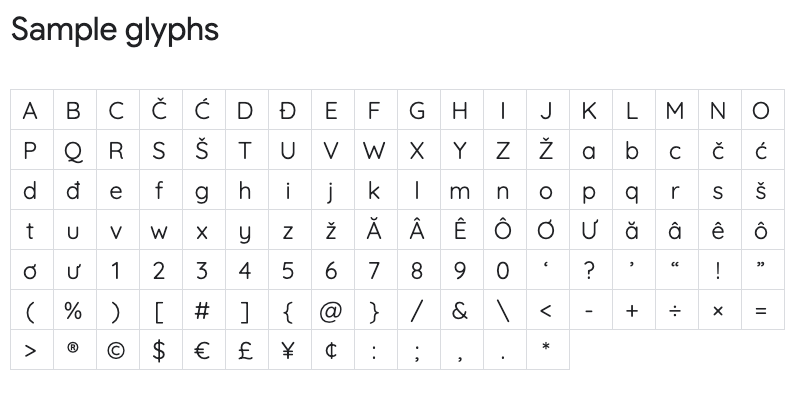 Sample glyphs
A B C Č Ć D Đ E F G H I J K L M N O
P Q R S Š T U V W X Y Z Ž a b c č ć
d đ e f g h i j k l m n o p q r s š
t u v w x y z ž Ă Â Ê Ô Ơ Ư ă â ê ô
ơ ư 1 2 3 4 5 6 7 8 9 0 ‘ ? ’ “ ! ”
( % ) [ # ] { @ } / & \ < - + ÷ × =
> ® © $ € £ ¥ ¢ : ; , . *